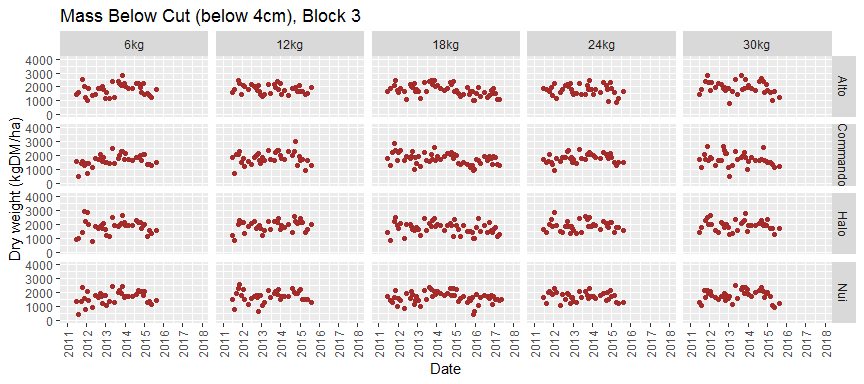 Mass Below Cut (below 4cm), Block 3
6kg 12kg 18kg 24kg 30kg
4000
3000
2000
1000
0
Alto
4000
3000
2000
1000
0
Commando
4000
3000
2000
1000
0
Halo
4000
3000
2000
1000
0
Nui
Dry weight (kgDM/ha)
2011 2012 2013 2014 2015 2016 2017 2018 2011 2012 2013 2014 2015 2016 2017 2018 2011 2012 2013 2014 2015 2016 2017 2018 2011 2012 2013 2014 2015 2016 2017 2018 2011 2012 2013 2014 2015 2016 2017 2018
Date